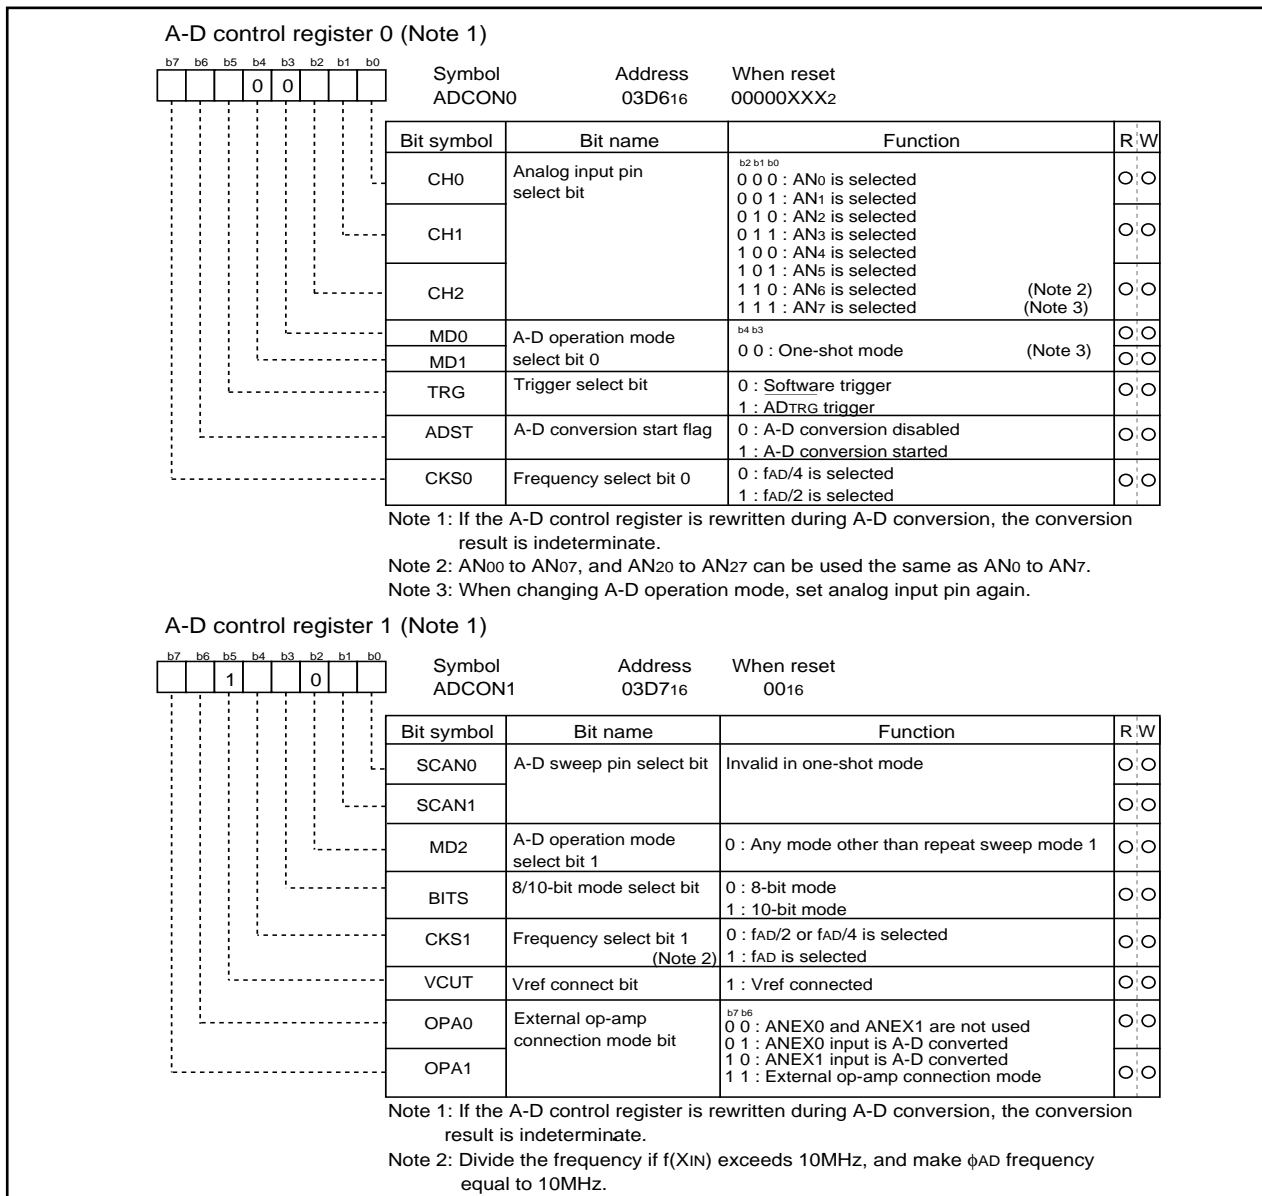 A-D control register 0 (Note 1)
b7 b6 b5 b4 b3 b2 b1 b0
0 0
Symbol Address When reset
ADCON0 03D616 00000XXX2
Bit symbol Bit name Function R W
CH0 Analog input pin select bit
b2 b1 b0
0 0 0 : AN0 is selected
0 0 1 : AN1 is selected
0 1 0 : AN2 is selected
CH1
0 1 1 : AN3 is selected
1 0 0 : AN4 is selected
1 0 1 : AN5 is selected
CH2
1 1 0 : AN6 is selected (Note 2)
1 1 1 : AN7 is selected (Note 3)
MD0 A-D operation mode select bit 0
MD1
b4 b3
0 0 : One-shot mode (Note 3)
TRG Trigger select bit 0 : Software trigger
1 : ADTRG trigger
ADST A-D conversion start flag 0 : A-D conversion disabled
1 : A-D conversion started
CKS0 Frequency select bit 0 0 : fAD/4 is selected
1 : fAD/2 is selected
Note 1: If the A-D control register is rewritten during A-D conversion, the conversion
result is indeterminate.
Note 2: AN00 to AN07, and AN20 to AN27 can be used the same as AN0 to AN7.
Note 3: When changing A-D operation mode, set analog input pin again.
A-D control register 1 (Note 1)
b7 b6 b5 b4 b3 b2 b1 b0
1 0
Symbol Address When reset
ADCON1 03D716 0016
Bit symbol Bit name Function R W
SCAN0 A-D sweep pin select bit Invalid in one-shot mode
SCAN1
MD2 A-D operation mode select bit 1 0 : Any mode other than repeat sweep mode 1
BITS 8/10-bit mode select bit 0 : 8-bit mode
1 : 10-bit mode
CKS1 Frequency select bit 1 (Note 2) 0 : fAD/2 or fAD/4 is selected
1 : fAD is selected
VCUT Vref connect bit 1 : Vref connected
OPA0 External op-amp connection mode bit
b7 b6
0 0 : ANEX0 and ANEX1 are not used
0 1 : ANEX0 input is A-D converted
OPA1
1 0 : ANEX1 input is A-D converted
1 1 : External op-amp connection mode
Note 1: If the A-D control register is rewritten during A-D conversion, the conversion
result is indeterminate.
Note 2: Divide the frequency if f(XIN) exceeds 10MHz, and make ϕAD frequency
equal to 10MHz.